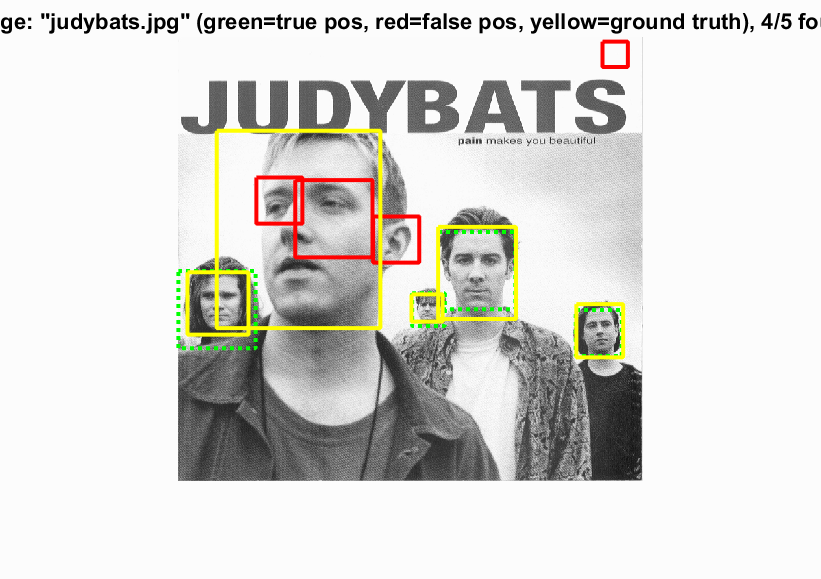 ge: "judybats.jpg" (green=true pos, red=false pos, yellow=ground truth), 4/5 fou
JUDYBATS
pain makes you beautiful